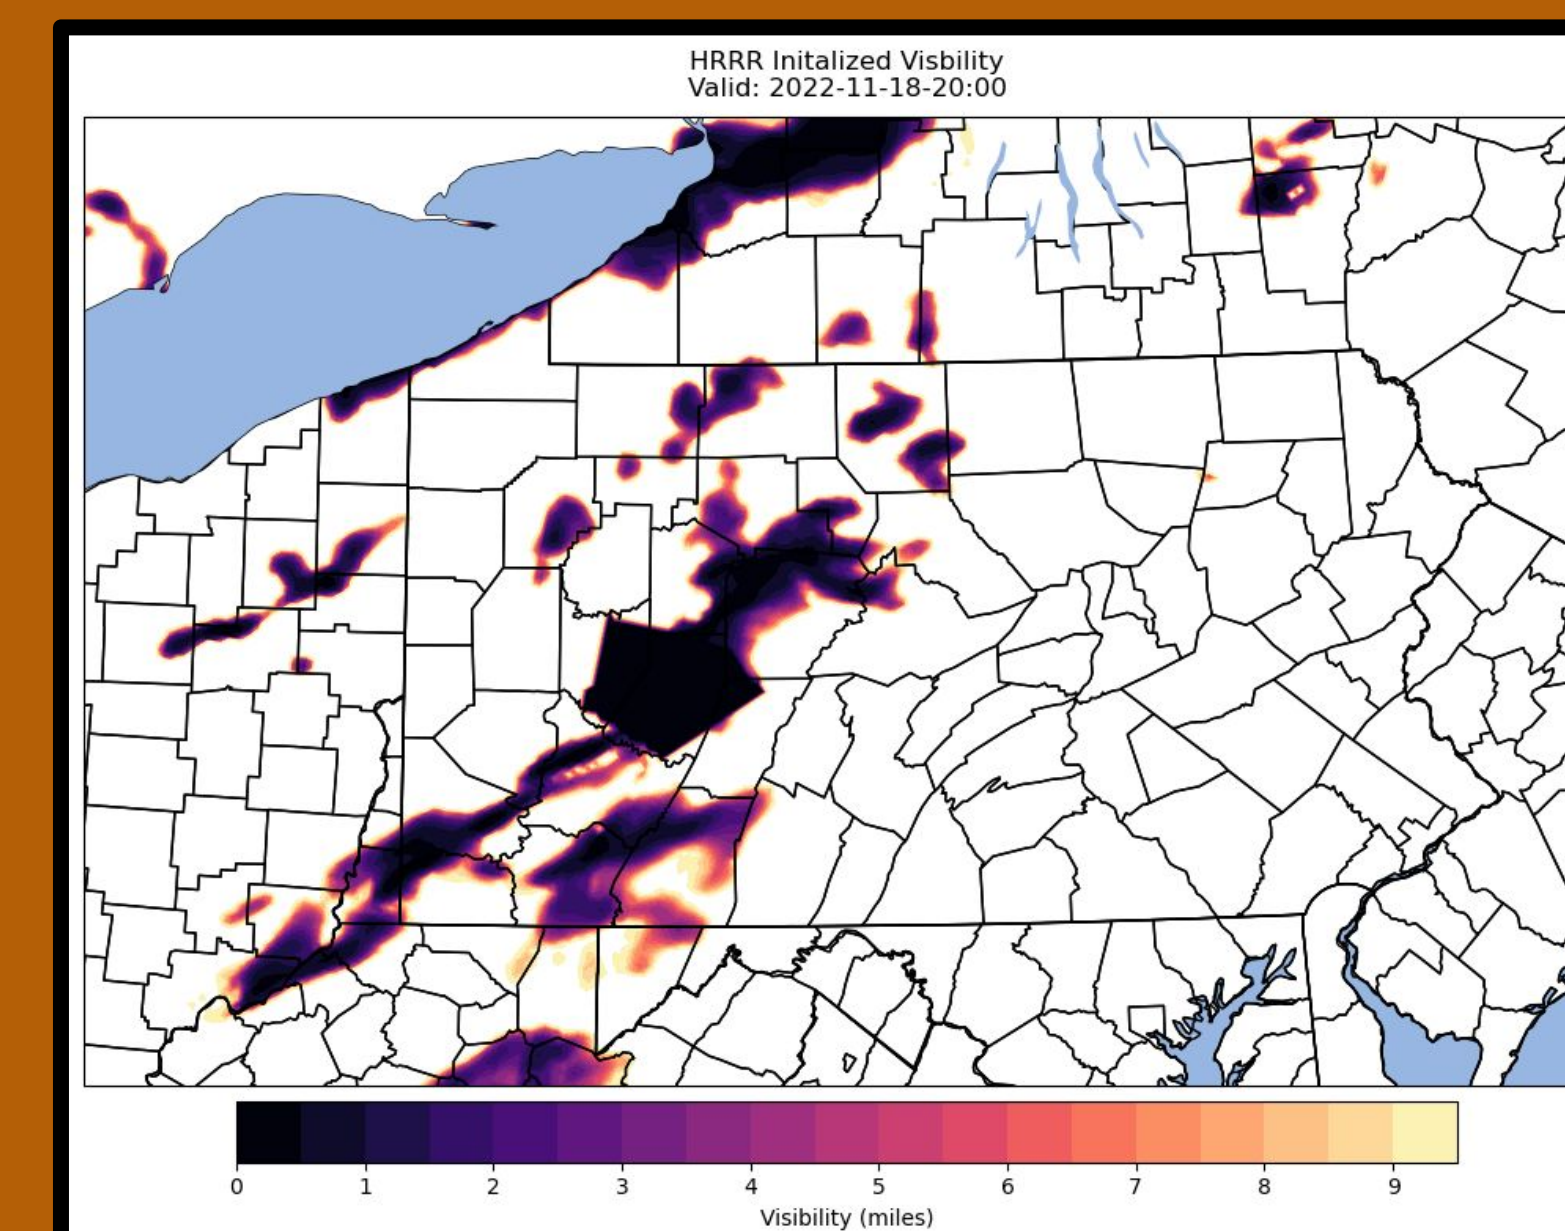 HRRR Initalized Visbility
Valid: 2022-11-18-20:00
0 1 2 3 4 5 6 7 8 9
Visibility (miles)